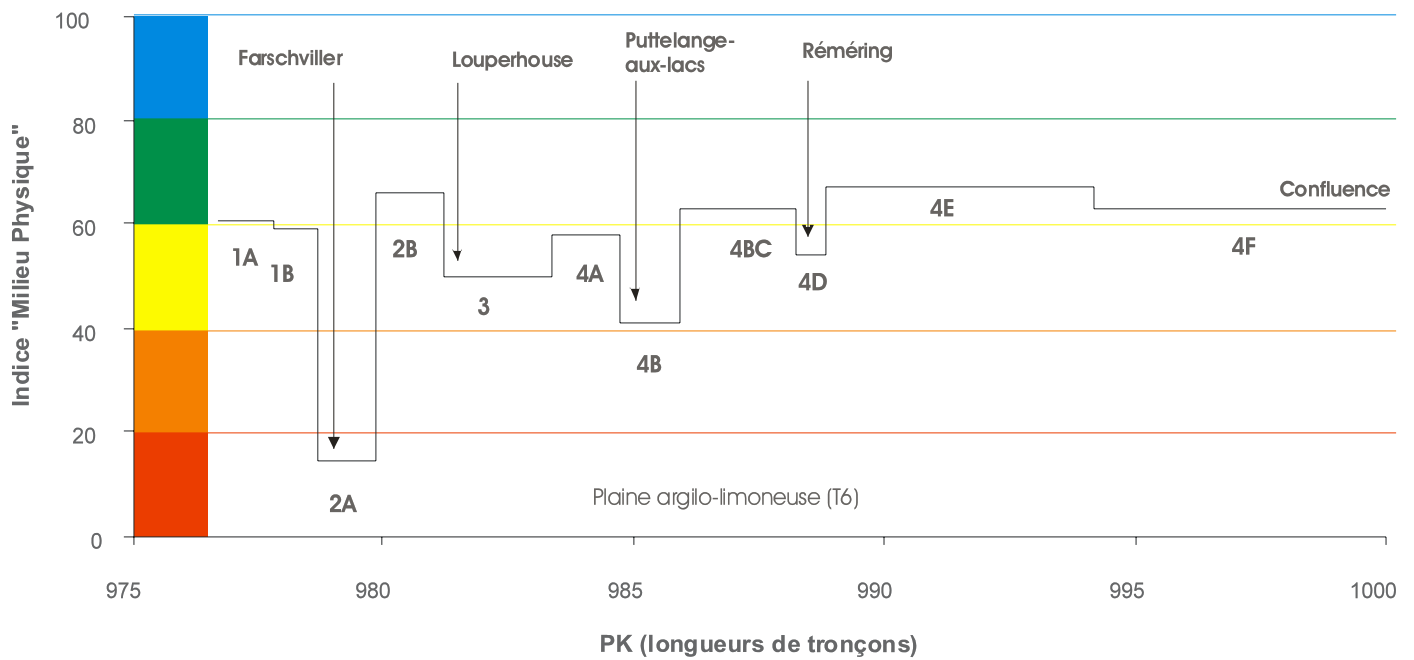 Indice "Milieu Physique"
100
80
60
40
20
0
Farschviller
Louperhouse
Puttelange-
aux-lacs
Réméring
Confluence
1A
1B
2A
2B
3
4A
4B
4BC
4D
4E
4F
Plaine argilo-limoneuse (T6)
975
980
985
990
995
1000
PK (longueurs de tronçons)